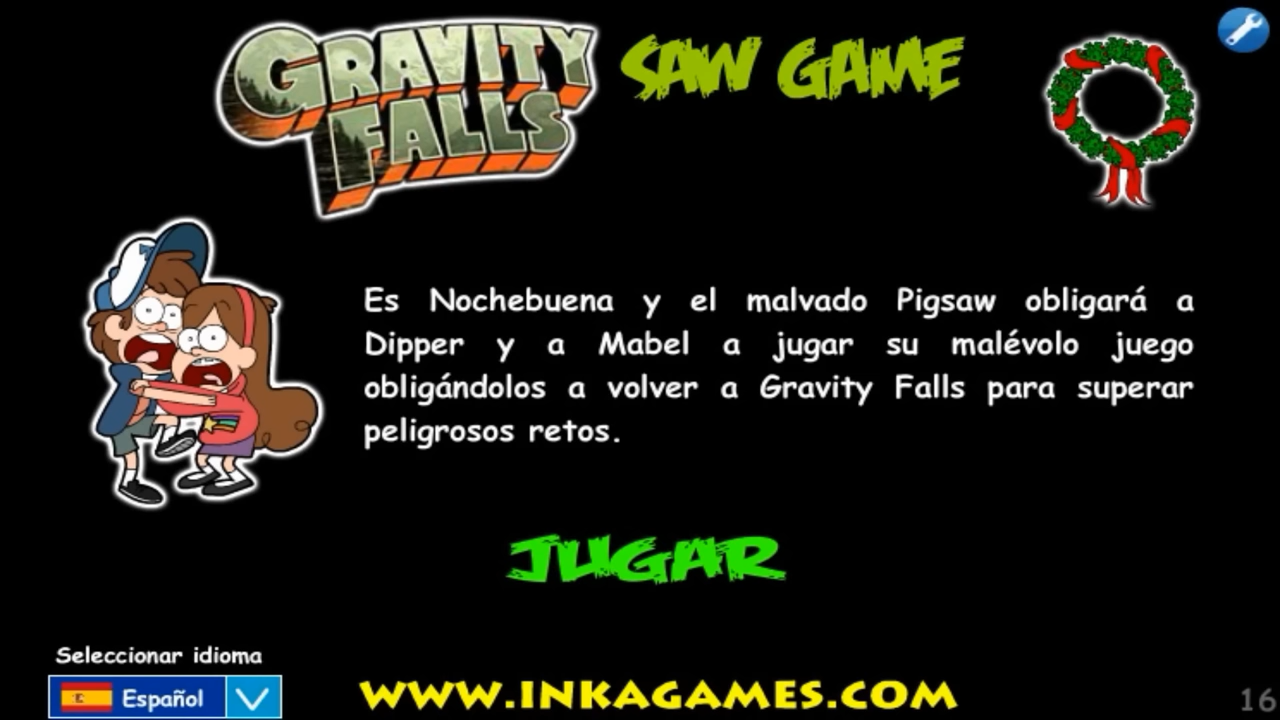 GRAVITY FALLS
SAW GAME
Es Nochebuena y el malvado Pigsaw obligará a
Dipper y a Mabel a jugar su malévolo juego
obligándolos a volver a Gravity Falls para superar
peligrosos retos.
JUGAR
Seleccionar idioma
Español
WWW.INKAGAMES.COM
16